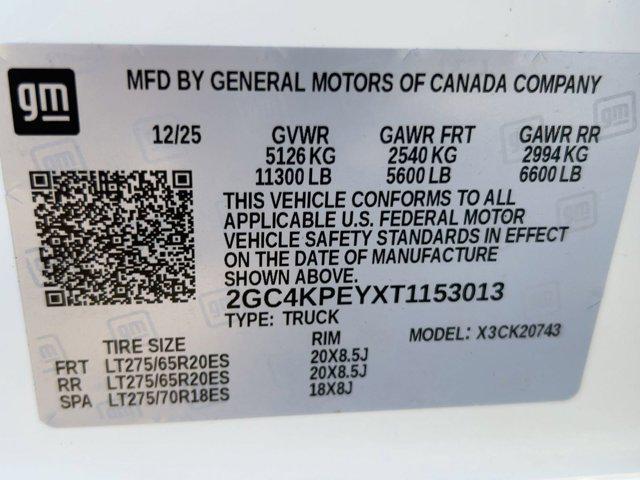 gm
MFD BY GENERAL MOTORS OF CANADA COMPANY
12/25 GVWR GAWR FRT GAWR RR
5126 KG 2540 KG 2994 KG
11300 LB 5600 LB 6600 LB
THIS VEHICLE CONFORMS TO ALL
APPLICABLE U.S. FEDERAL MOTOR
VEHICLE SAFETY STANDARDS IN EFFECT
ON THE DATE OF MANUFACTURE
SHOWN ABOVE.
2GC4KPEYXT1153013
TYPE: TRUCK MODEL: X3CK20743
TIRE SIZE RIM
FRT LT275/65R20ES 20X8.5J
RR LT275/65R20ES 20X8.5J
SPA LT275/70R18ES 18X8J